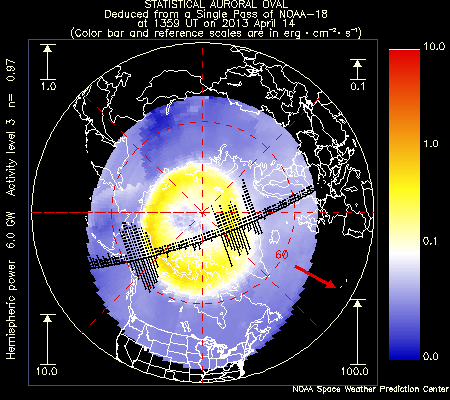 STATISTICAL AURORAL OVAL
Deduced from a Single Pass of NOAA-18
at 1359 UT on 2013 April 14
(Color bar and reference scales are in erg · cm⁻² · s⁻¹)
Hemispheric power 6.0 GW Activity level 3 n= 0.97
1.0
0.1
10.0
100.0
60
10.0
1.0
0.1
0.0
NOAA Space Weather Prediction Center